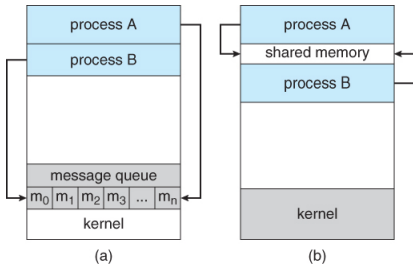 process A
process B
message queue
m0 m1 m2 m3 ... mn
kernel
(a)
process A
shared memory
process B
kernel
(b)